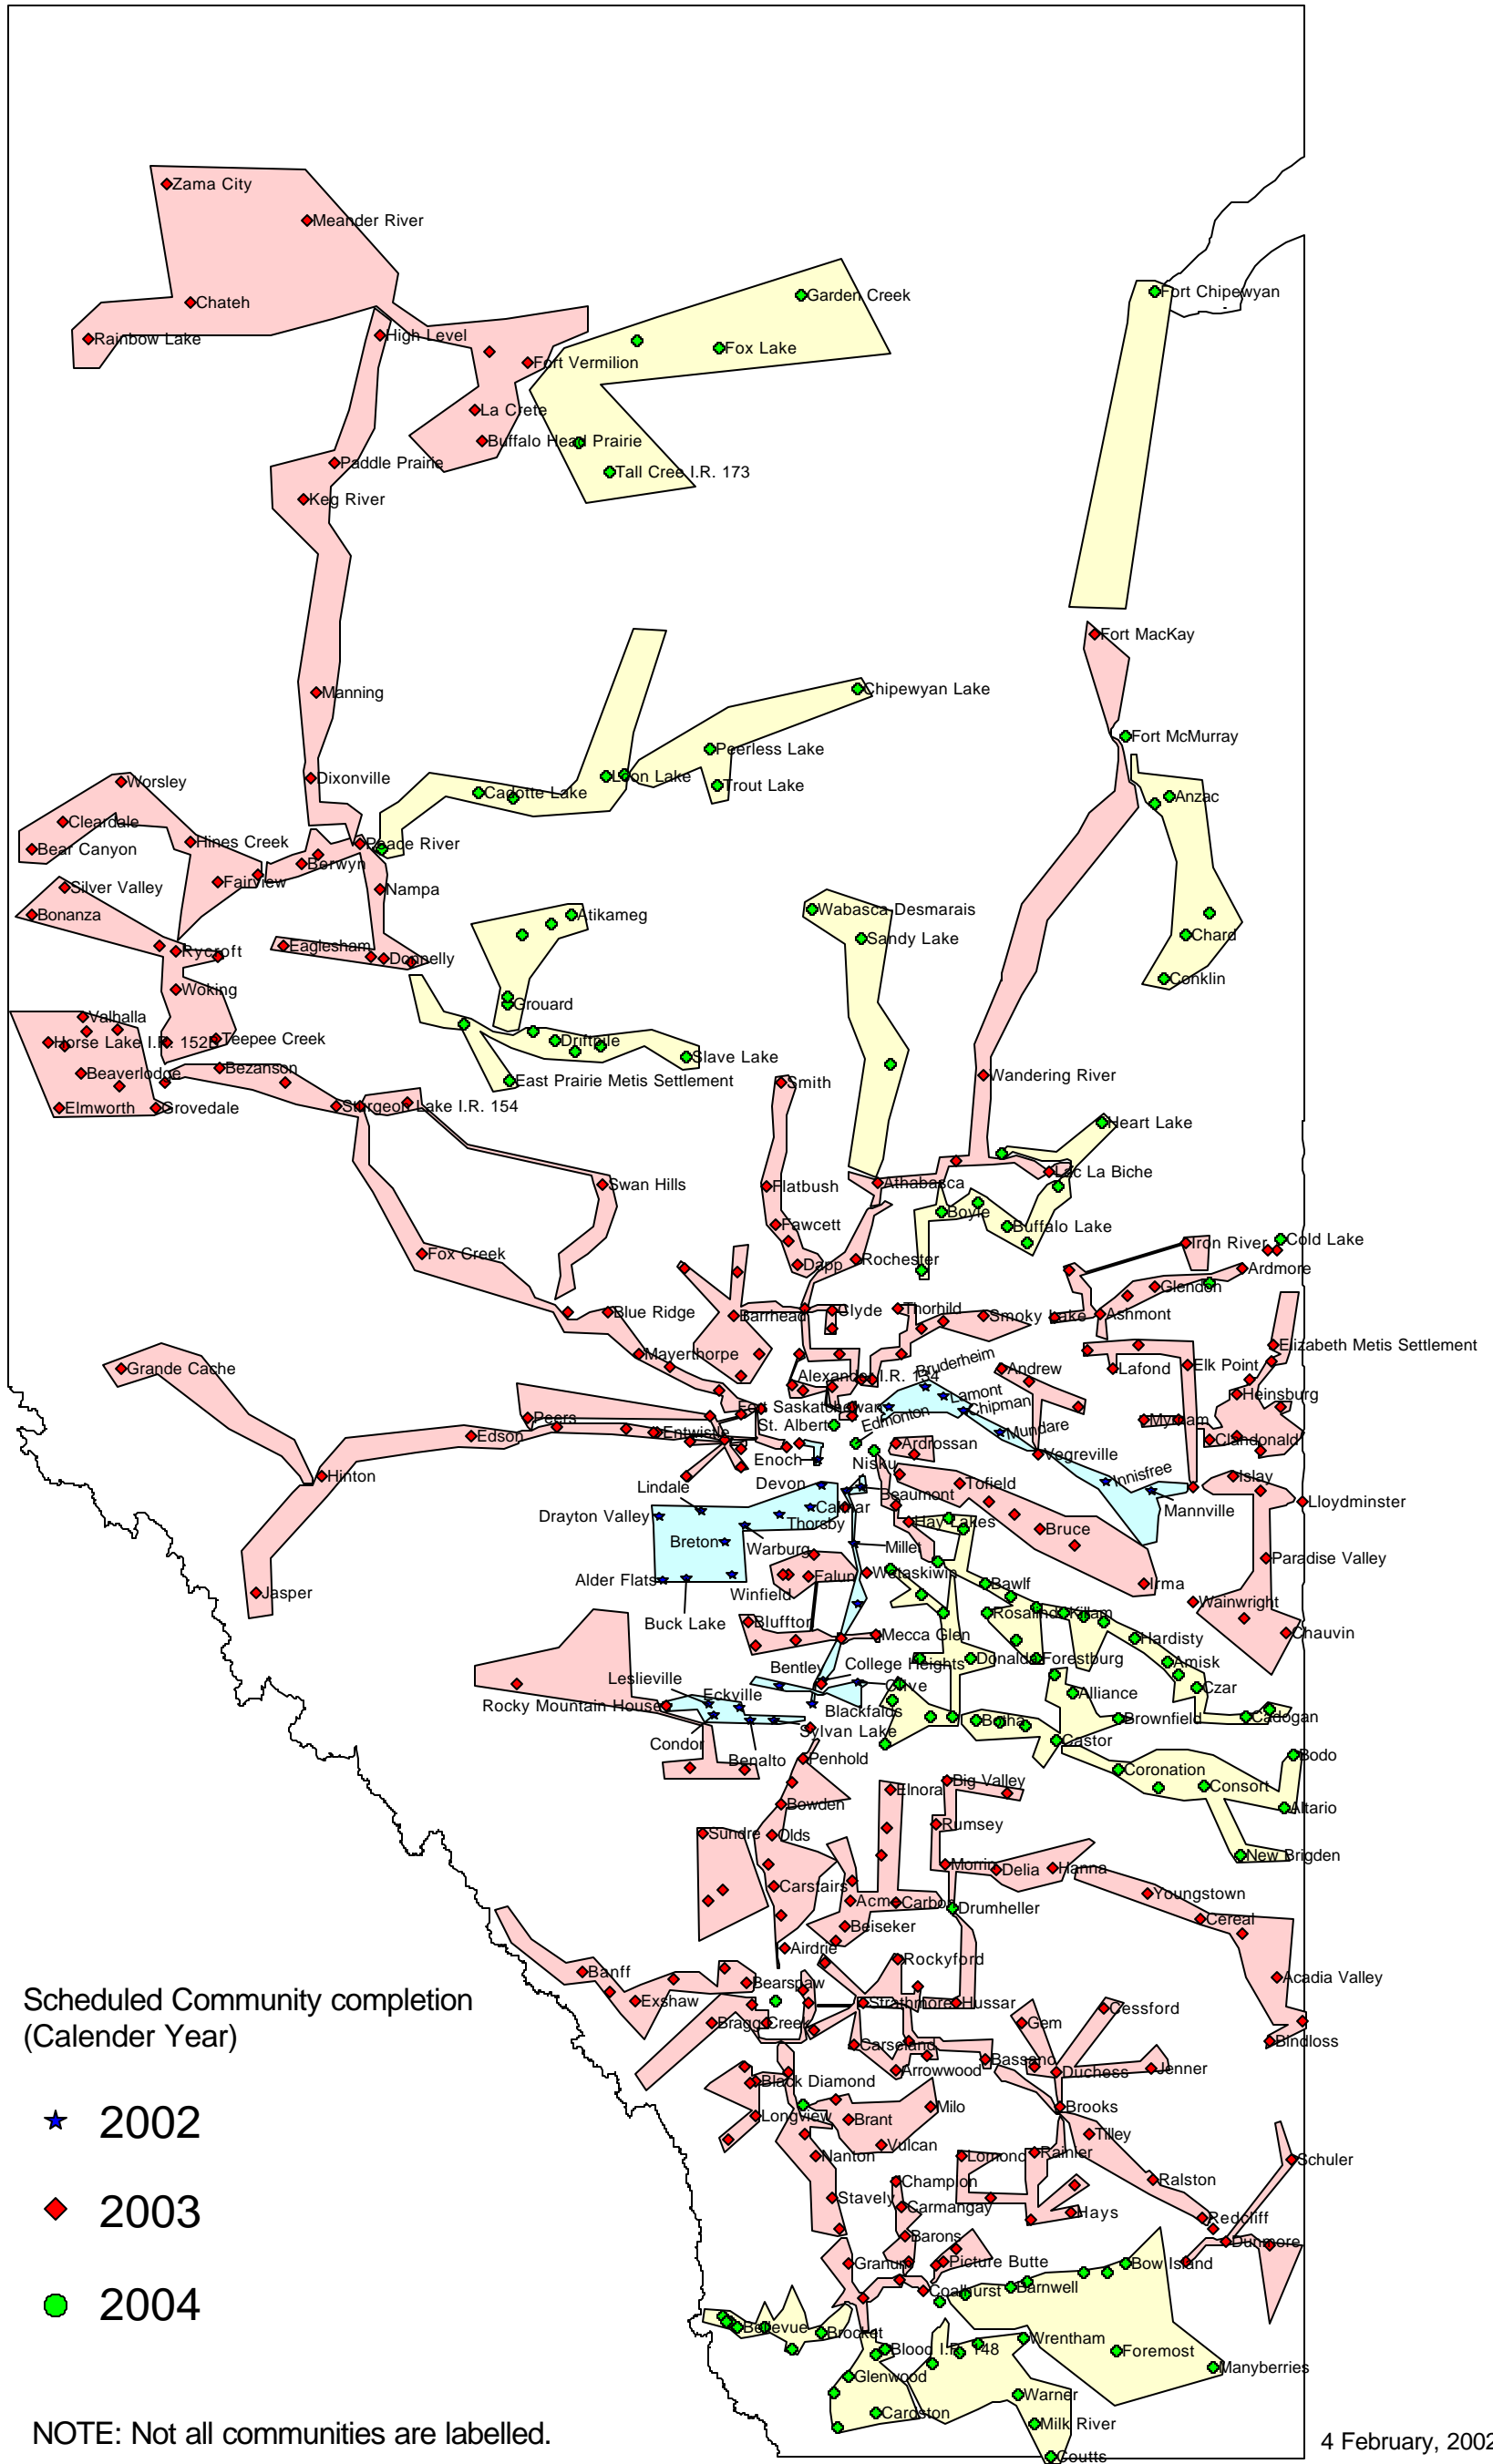 Zama City
Meander River
Chateh
Garden Creek
Fort Chipewyan
Rainbow Lake
High Level
Fox Lake
Fort Vermilion
La Crete
Buffalo Head Prairie
Paddle Prairie
Tall Cree I.R. 173
Keg River
Fort MacKay
Manning
Chipewyan Lake
Fort McMurray
Peerless Lake
Worsley
Dixonville
Loon Lake
Trout Lake
Cadotte Lake
Anzac
Cleardale
Bear Canyon
Hines Creek
Peace River
Berwyn
Silver Valley
Fairview
Nampa
Bonanza
Atikameg
Wabasca-Desmarais
Sandy Lake
Chard
Rycroft
Eaglesham
Donnelly
Conklin
Woking
Grouard
Valhalla
Horse Lake I.R. 152B
Teepee Creek
Driftpile
Slave Lake
Beaverlodge
Bezanson
East Prairie Metis Settlement
Smith
Wandering River
Elmworth
Grovedale
Sturgeon Lake I.R. 154
Heart Lake
Lac La Biche
Swan Hills
Flatbush
Athabasca
Boyle
Buffalo Lake
Fawcett
Fox Creek
Dapp
Rochester
Iron River
Cold Lake
Ardmore
Glendon
Blue Ridge
Barrhead
Clyde
Thorhild
Smoky Lake
Ashmont
Elizabeth Metis Settlement
Grande Cache
Mayerthorpe
Alexander I.R. 134
Bruderheim
Andrew
Lafond
Elk Point
Lamont
Heinsburg
Fort Saskatchewan
Chipman
Peers
St. Albert
Edmonton
Mundare
Myrnam
Edson
Entwistle
Ardrossan
Vegreville
Clandonald
Enoch
Nisku
Hinton
Lindale
Devon
Beaumont
Tofield
Innisfree
Islay
Mannville
Lloydminster
Drayton Valley
Calmar
Thorsby
Hay Lakes
Bruce
Breton
Warburg
Millet
Paradise Valley
Alder Flats
Winfield
Falun
Wetaskiwin
Bawlf
Irma
Jasper
Buck Lake
Bluffton
Rosalind
Killam
Wainwright
Mecca Glen
Hardisty
Chauvin
Leslieville
Bentley
College Heights
Donalda
Forestburg
Amisk
Rocky Mountain House
Eckville
Clive
Alliance
Czar
Blackfalds
Botha
Brownfield
Cadogan
Condor
Sylvan Lake
Castor
Benalto
Penhold
Coronation
Bodo
Elnora
Big Valley
Consort
Bowden
Altario
Sundre
Olds
Rumsey
New Brigden
Morrin
Delia
Hanna
Carstairs
Acme
Carbon
Drumheller
Youngstown
Beiseker
Cereal
Airdrie
Rockyford
Banff
Bearspaw
Acadia Valley
Exshaw
Strathmore
Hussar
Cessford
Bragg Creek
Gem
Carseland
Bindloss
Arrowwood
Bassano
Duchess
Jenner
Black Diamond
Longview
Brant
Milo
Brooks
Vulcan
Tilley
Nanton
Lomond
Rainier
Schuler
Champion
Ralston
Stavely
Carmangay
Hays
Redcliff
Barons
Dunmore
Granum
Picture Butte
Bow Island
Coalhurst
Barnwell
Bellevue
Brocket
Blood I.R. 148
Wrentham
Foremost
Manyberries
Glenwood
Warner
Cardston
Milk River
Coutts
Scheduled Community completion
(Calender Year)
2002
2003
2004
NOTE: Not all communities are labelled.
4 February, 2002